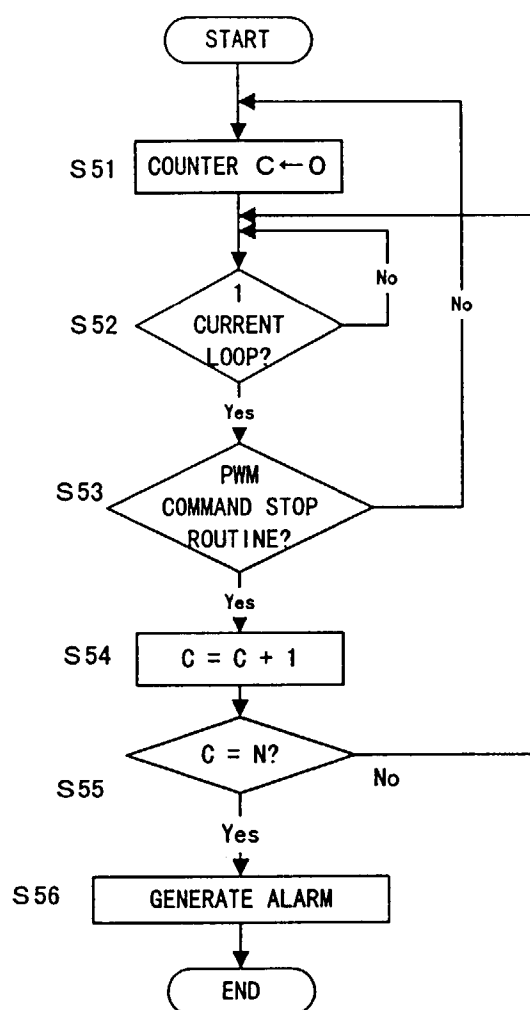 START
S51
COUNTER C←0
No
S52
1
CURRENT
LOOP?
No
Yes
S53
PWM
COMMAND STOP
ROUTINE?
Yes
S54
C = C + 1
C = N?
S55
No
Yes
S56
GENERATE ALARM
END